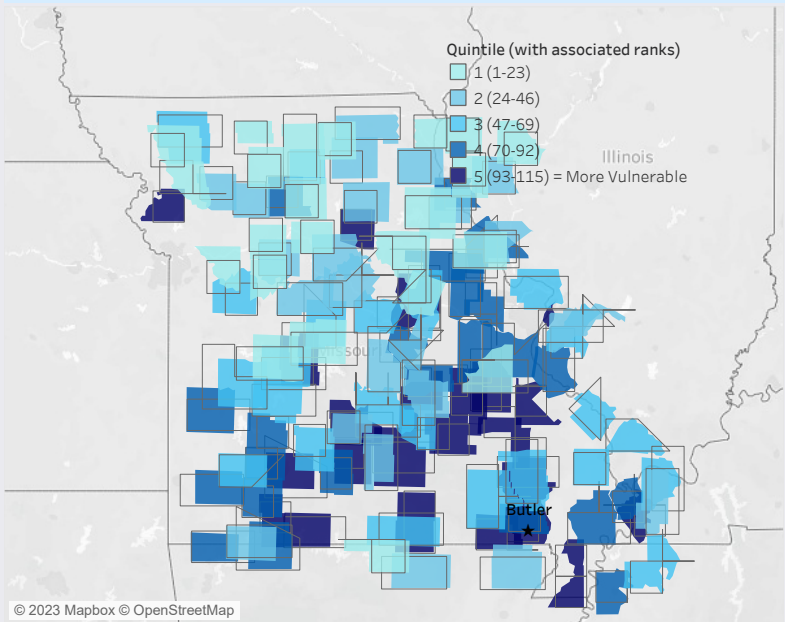 Quintile (with associated ranks)
1 (1-23)
2 (24-46)
3 (47-69)
4 (70-92)
5 (93-115) = More Vulnerable
Illinois
Missouri
Butler
© 2023 Mapbox © OpenStreetMap